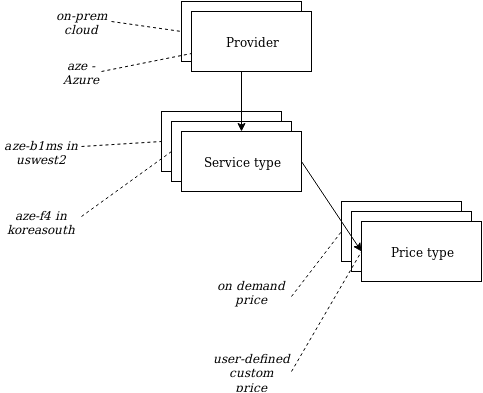 on-prem
cloud
Provider
aze -
Azure
aze-b1ms in
uswest2
Service type
aze-f4 in
koreasouth
Price type
on demand
price
user-defined
custom
price